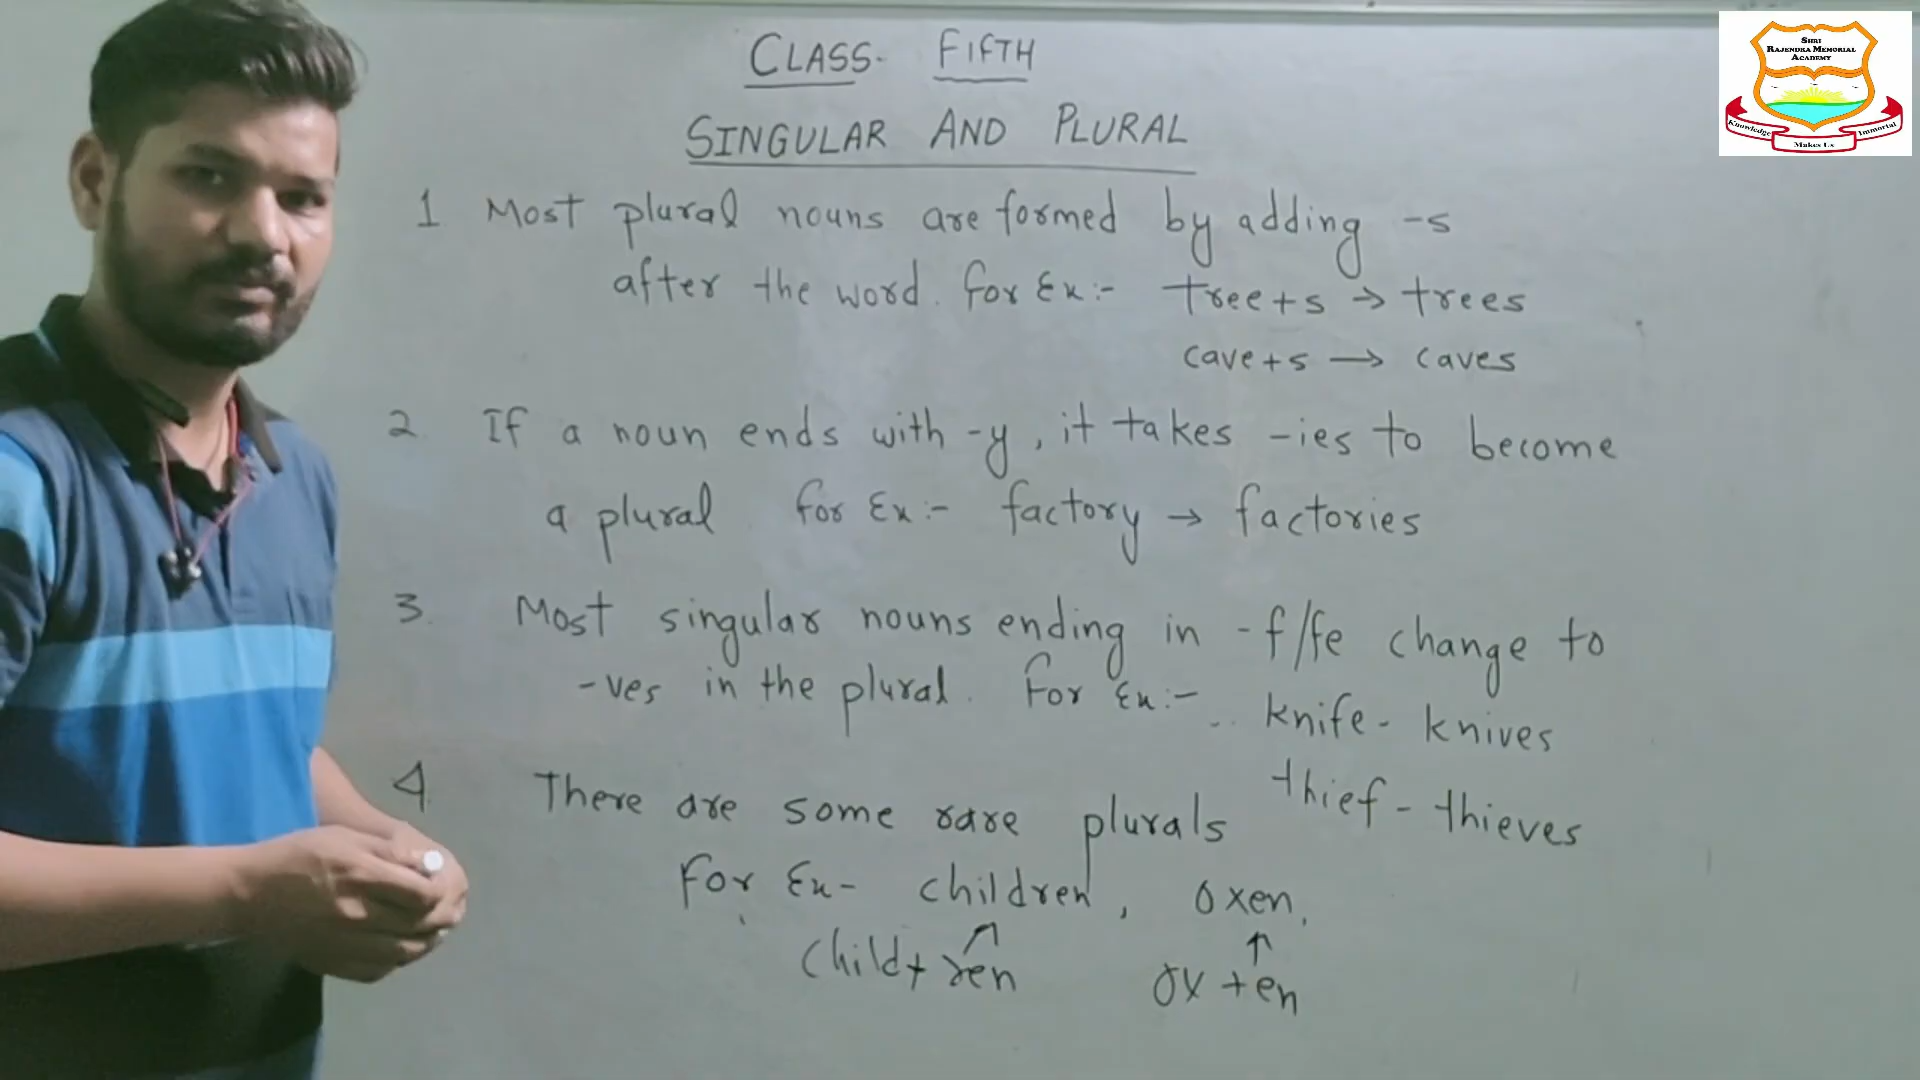 CLASS- FIFTH
SINGULAR AND PLURAL
1 Most plural nouns are formed by adding -s
after the word. For Ex:- tree+s → trees
cave+s → caves
2 If a noun ends with -y, it takes -ies to become
a plural For Ex:- factory → factories
3. Most singular nouns ending in -f/fe change to
-ves in the plural. For Ex:- knife - knives
thief - thieves
4. There are some rare plurals
For Ex- children, oxen,
child+ren ox+en
SHRI
RAJENDRA MEMORIAL
ACADEMY
Knowledge Makes Us Immortal